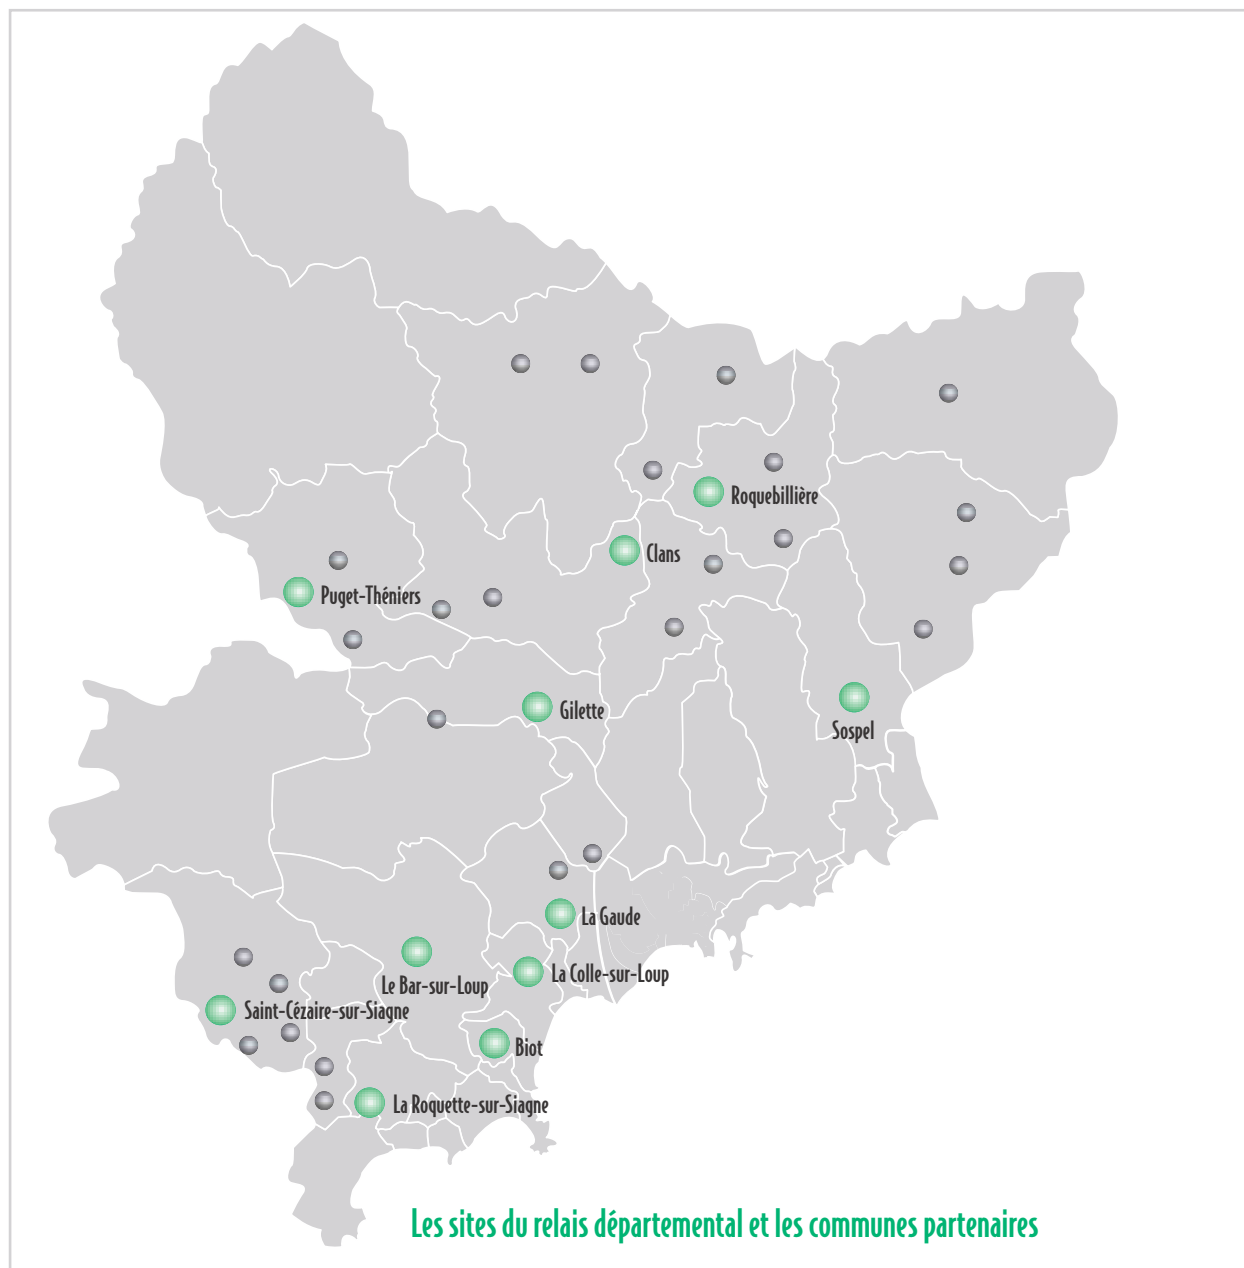 Roquebillière
Clans
Puget-Théniers
Gilette
Sospel
La Gaude
La Colle-sur-Loup
Le Bar-sur-Loup
Saint-Cézaire-sur-Siagne
Biot
La Roquette-sur-Siagne
Les sites du relais départemental et les communes partenaires